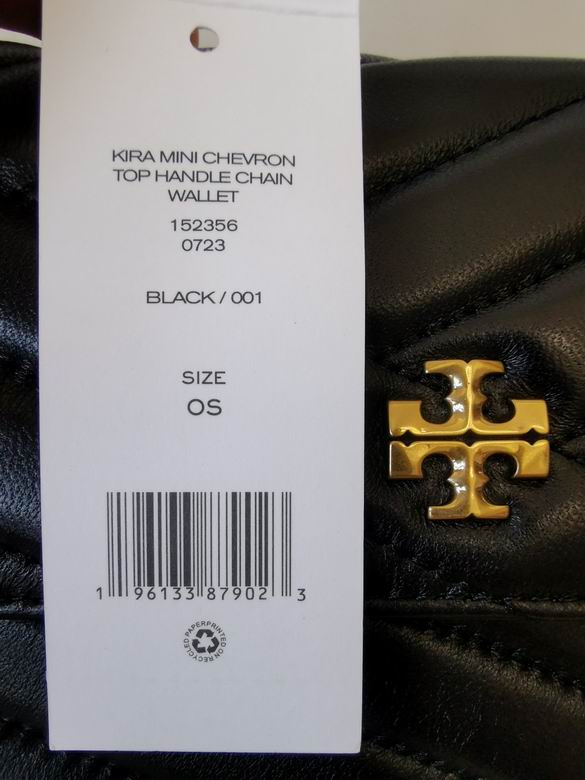 KIRA MINI CHEVRON
TOP HANDLE CHAIN
WALLET
152356
0723
BLACK / 001
SIZE
OS
1 96133 87902 3
PRINTED ON RECYCLED PAPER